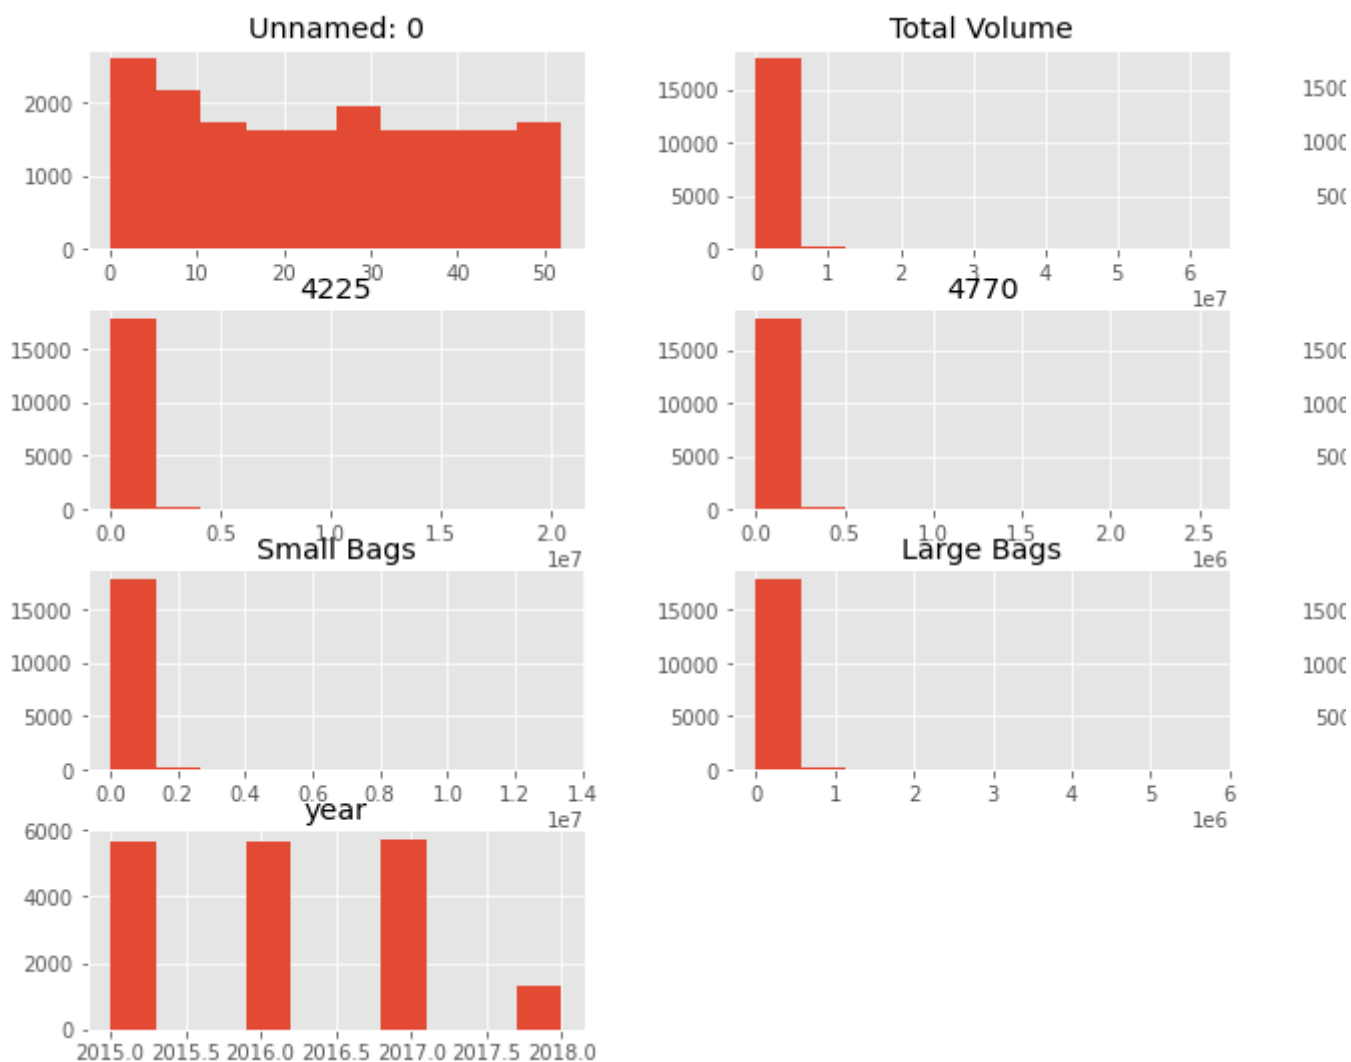 Unnamed: 0
Total Volume
2000
1000
0
0 10 20 30 40 50
15000
10000
5000
0
0 1 2 3 4 5 6
1e7
1500
1000
500
4225
4770
15000
10000
5000
0
0.0 0.5 1.0 1.5 2.0
1e7
15000
10000
5000
0
0.0 0.5 1.0 1.5 2.0 2.5
1e6
1500
1000
500
Small Bags
Large Bags
15000
10000
5000
0
0.0 0.2 0.4 0.6 0.8 1.0 1.2 1.4
1e7
15000
10000
5000
0
0 1 2 3 4 5 6
1e6
1500
1000
500
year
6000
4000
2000
0
2015.0 2015.5 2016.0 2016.5 2017.0 2017.5 2018.0